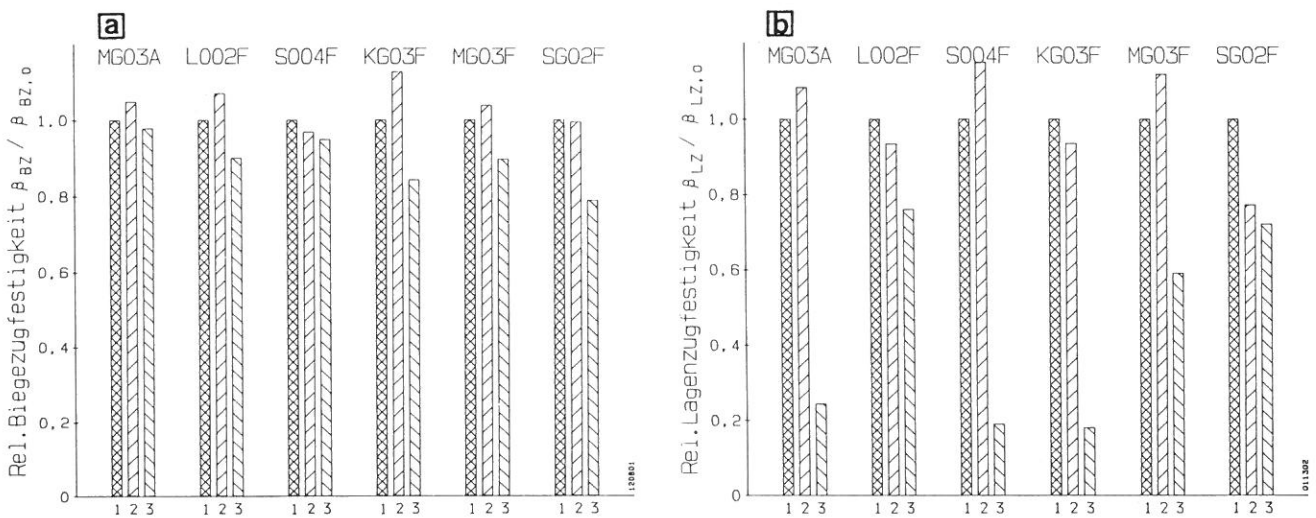 a
MG03A L002F S004F KG03F MG03F SG02F
Rel.Biegezugfestigkeit β BZ / β BZ,o
1.0
0.8
0.6
0.4
0.2
0
1 2 3 1 2 3 1 2 3 1 2 3 1 2 3 1 2 3
120801
b
MG03A L002F S004F KG03F MG03F SG02F
Rel.Lagenzugfestigkeit β LZ / β LZ,o
1.0
0.8
0.6
0.4
0.2
0
1 2 3 1 2 3 1 2 3 1 2 3 1 2 3 1 2 3
011302